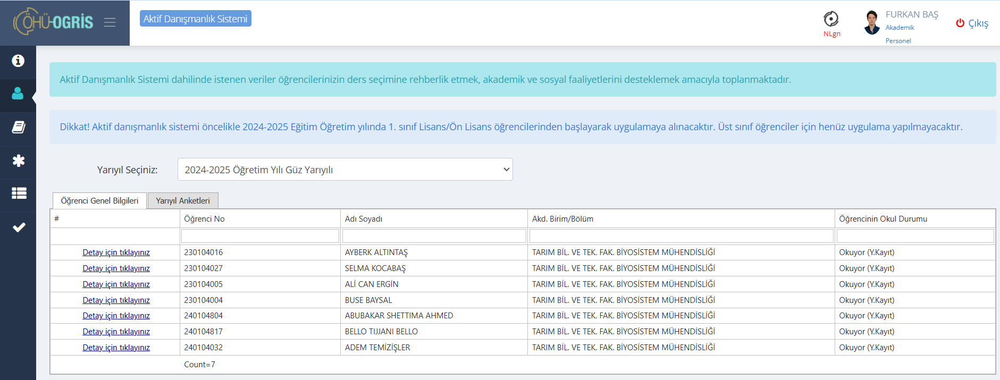 ÖHÜ-OGRIS
Aktif Danışmanlık Sistemi
NLgn
FURKAN BAŞ
Akademik
Personel
Çıkış
Aktif Danışmanlık Sistemi dahilinde istenen veriler öğrencilerinizin ders seçimine rehberlik etmek, akademik ve sosyal faaliyetlerini desteklemek amacıyla toplanmaktadır.
Dikkat! Aktif danışmanlık sistemi öncelikle 2024-2025 Eğitim Öğretim yılında 1. sınıf Lisans/Ön Lisans öğrencilerinden başlayarak uygulamaya alınacaktır. Üst sınıf öğrenciler için henüz uygulama yapılmayacaktır.
Yarıyıl Seçiniz: 2024-2025 Öğretim Yılı Güz Yarıyılı
Öğrenci Genel Bilgileri Yarıyıl Anketleri
# Öğrenci No Adı Soyadı Akd. Birim/Bölüm Öğrencinin Okul Durumu
Detay için tıklayınız 230104016 AYBERK ALTINTAŞ TARIM BİL. VE TEK. FAK. BİYOSİSTEM MÜHENDİSLİĞİ Okuyor (Y.Kayıt)
Detay için tıklayınız 230104027 SELMA KOCABAŞ TARIM BİL. VE TEK. FAK. BİYOSİSTEM MÜHENDİSLİĞİ Okuyor (Y.Kayıt)
Detay için tıklayınız 230104005 ALİ CAN ERGİN TARIM BİL. VE TEK. FAK. BİYOSİSTEM MÜHENDİSLİĞİ Okuyor (Y.Kayıt)
Detay için tıklayınız 230104004 BUSE BAYSAL TARIM BİL. VE TEK. FAK. BİYOSİSTEM MÜHENDİSLİĞİ Okuyor (Y.Kayıt)
Detay için tıklayınız 240104804 ABUBAKAR SHETTIMA AHMED TARIM BİL. VE TEK. FAK. BİYOSİSTEM MÜHENDİSLİĞİ Okuyor (Y.Kayıt)
Detay için tıklayınız 240104817 BELLO TIJJANI BELLO TARIM BİL. VE TEK. FAK. BİYOSİSTEM MÜHENDİSLİĞİ Okuyor (Y.Kayıt)
Detay için tıklayınız 240104032 ADEM TEMİZİŞLER TARIM BİL. VE TEK. FAK. BİYOSİSTEM MÜHENDİSLİĞİ Okuyor (Y.Kayıt)
Count=7